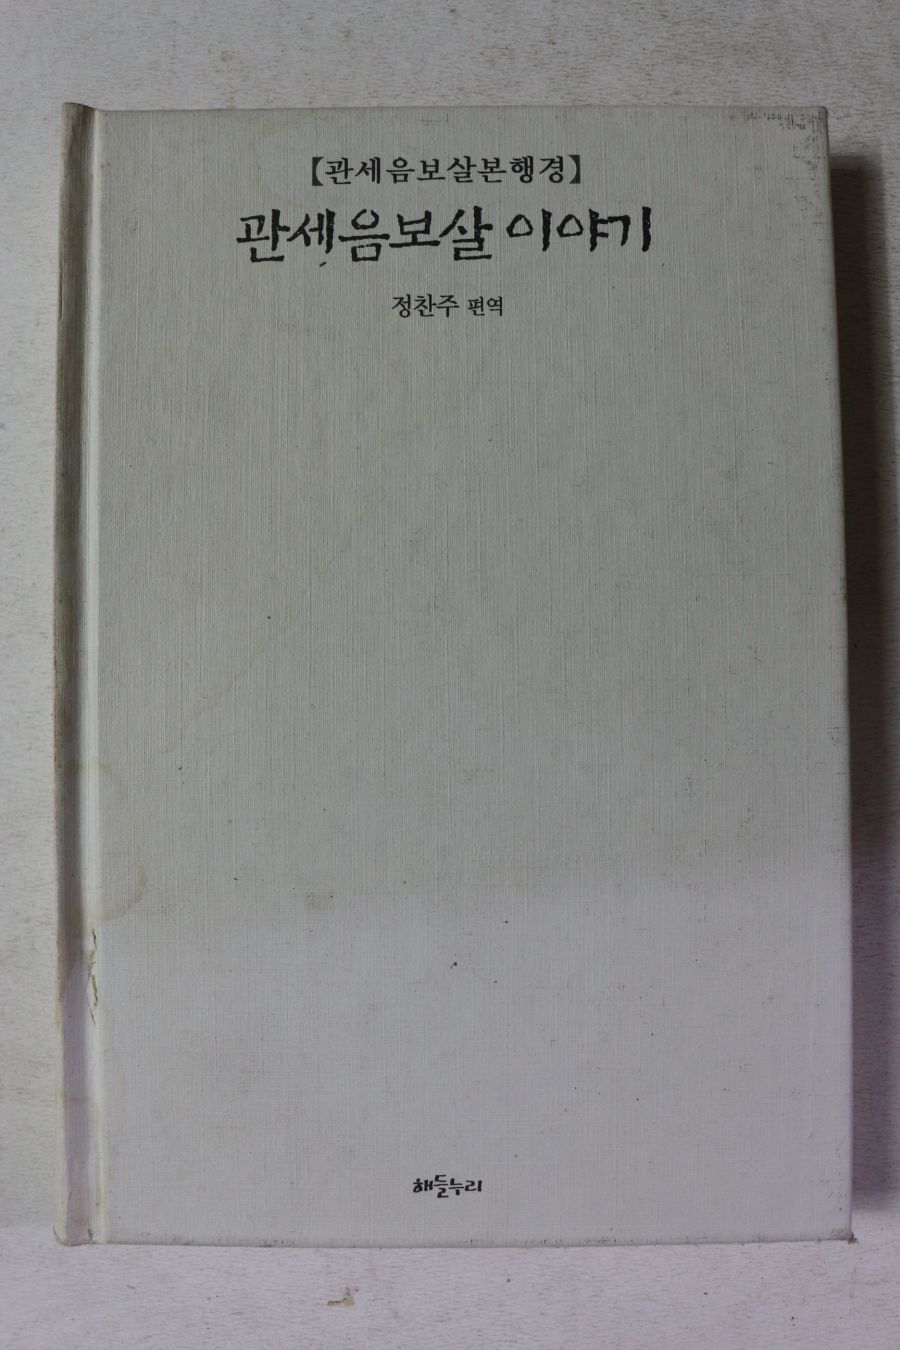 【관세음보살본행경】
관세음보살 이야기
정찬주 편역
해들누리